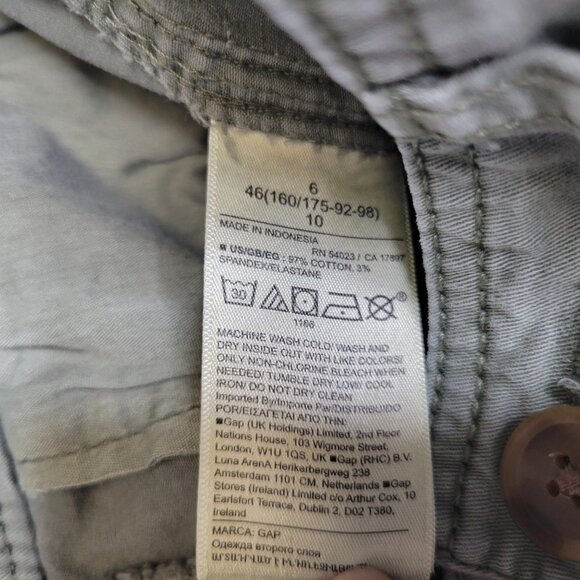 6
46(160/175-92-98)
10
MADE IN INDONESIA
RN 54023 / CA 17897
■ US/GB/EG : 97% COTTON, 3%
SPANDEX/ELASTANE
30
1166
MACHINE WASH COLD/ WASH AND
DRY INSIDE OUT WITH LIKE COLORS/
ONLY NON-CHLORINE BLEACH WHEN
NEEDED/ TUMBLE DRY LOW/ COOL
IRON/ DO NOT DRY CLEAN
Imported By/Importe Par/DISTRIBUIDO
POR/ΕΙΣΑΓΕΤΑΙ ΑΠΟ ΤΗΝ:
■Gap (UK Holdings) Limited, 2nd Floor
Nations House, 103 Wigmore Street,
London, W1U 1QS, UK ■Gap (RHC) B.V.
Luna ArenA Herikerbergweg 238
Amsterdam 1101 CM, Netherlands ■Gap
Stores (Ireland) Limited c/o Arthur Cox, 10
Earlsfort Terrace, Dublin 2, D02 T380,
Ireland
MARCA: GAP
Одежда второго слоя